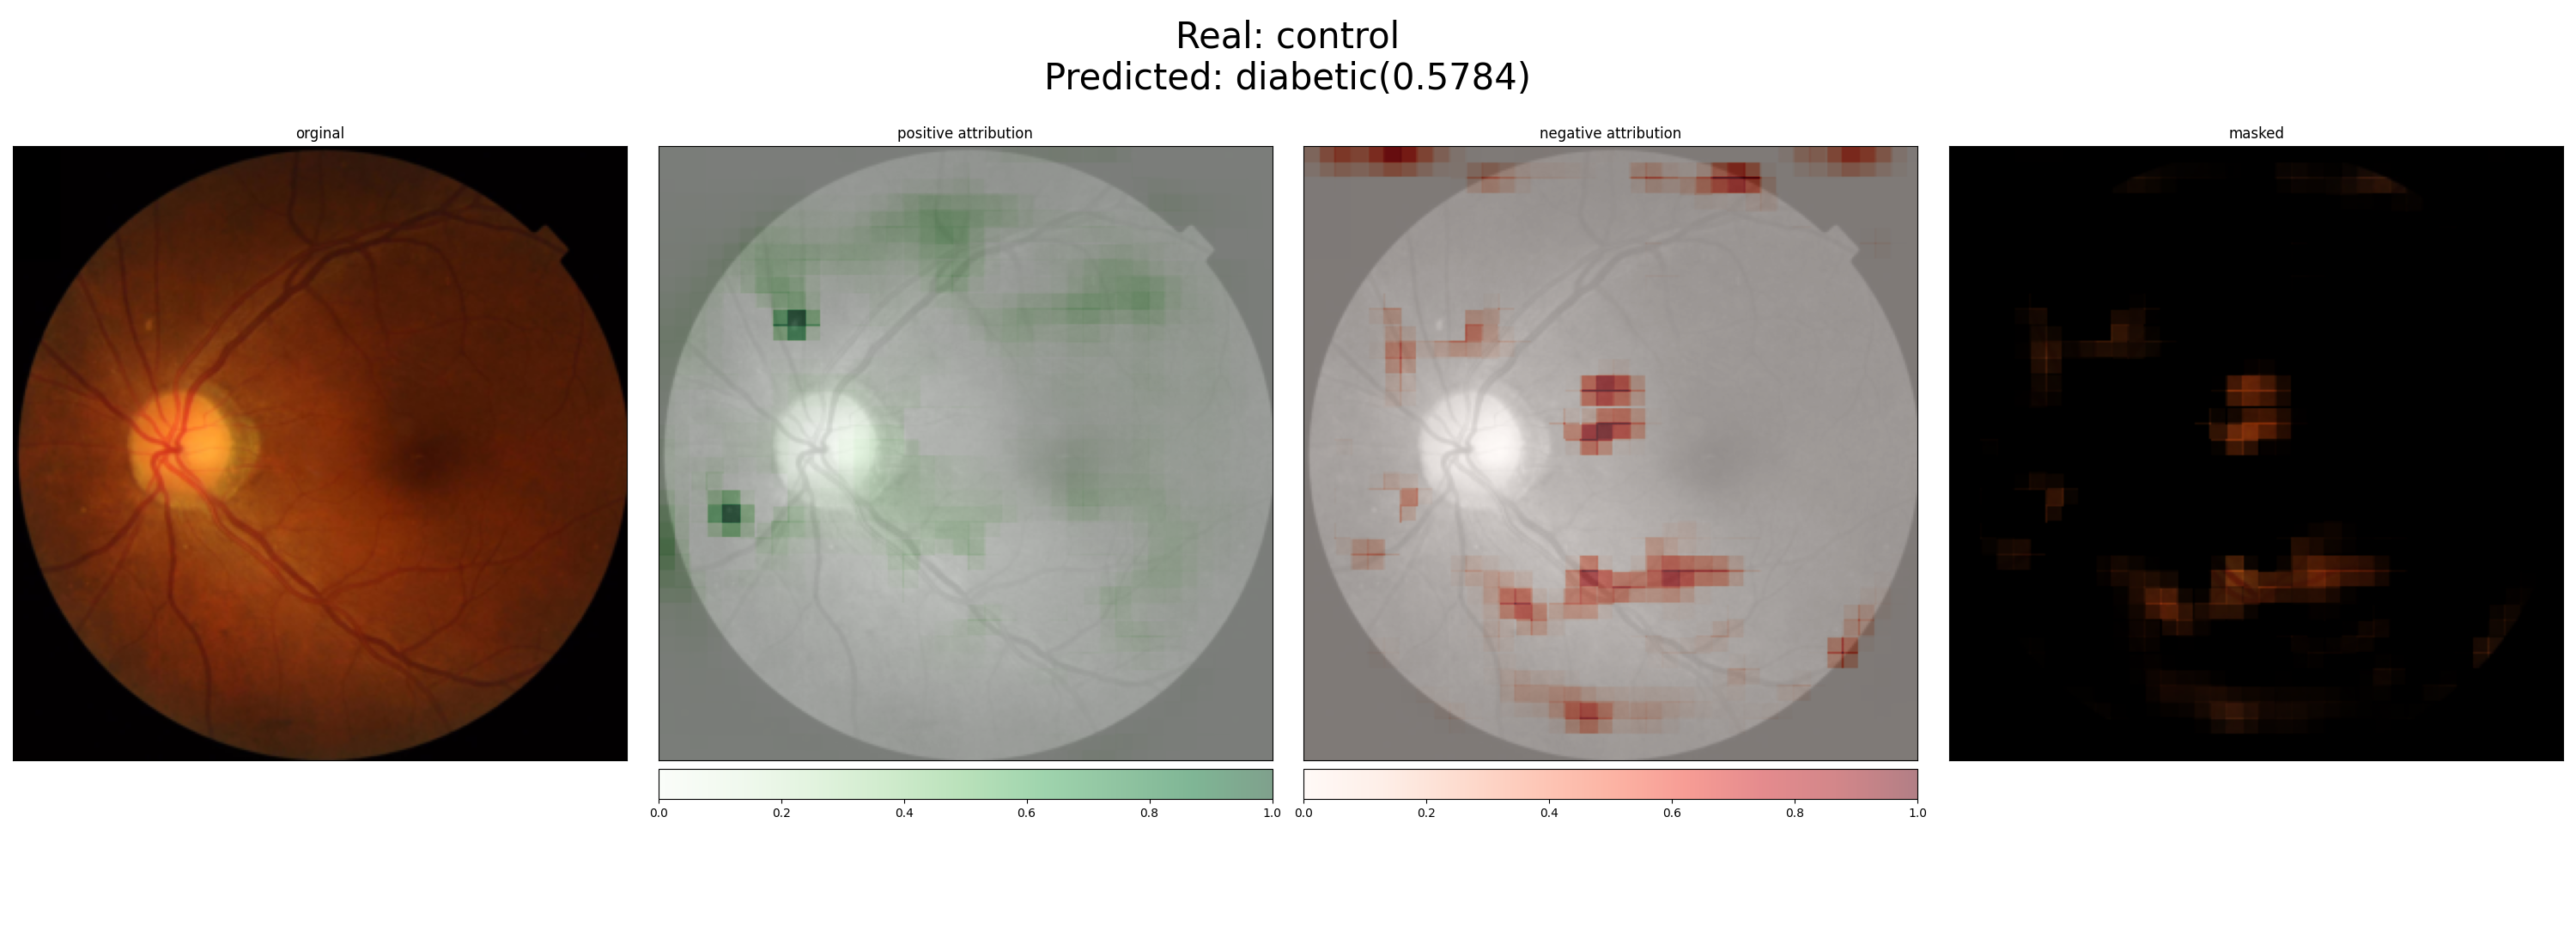 Real: control
Predicted: diabetic(0.5784)
orginal
positive attribution
negative attribution
masked
0.0 0.2 0.4 0.6 0.8 1.0
0.0 0.2 0.4 0.6 0.8 1.0